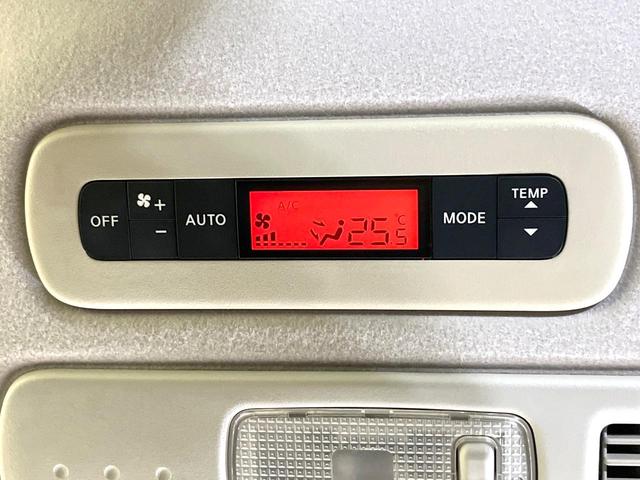 OFF
+
−
AUTO
A/C
25.5 °C
MODE
TEMP
▲
▼